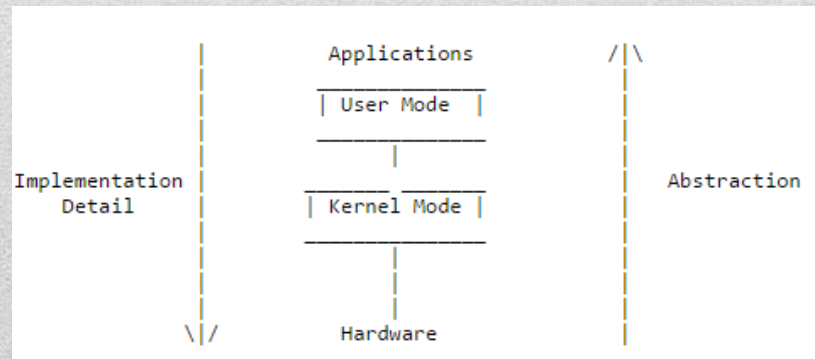 Applications
User Mode
Implementation
Detail
Abstraction
Kernel Mode
Hardware